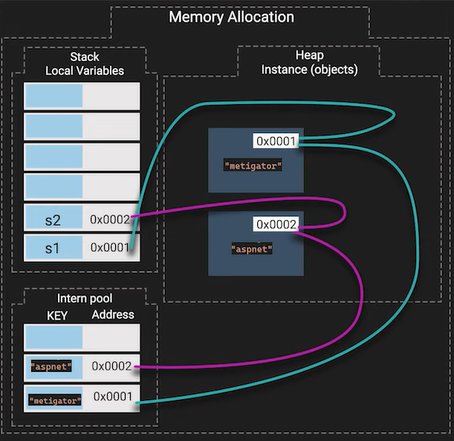 Memory Allocation
Stack
Local Variables
s2 0x0002
s1 0x0001
Heap
Instance (objects)
0x0001
"metigator"
0x0002
"aspnet"
Intern pool
KEY Address
"aspnet" 0x0002
"metigator" 0x0001